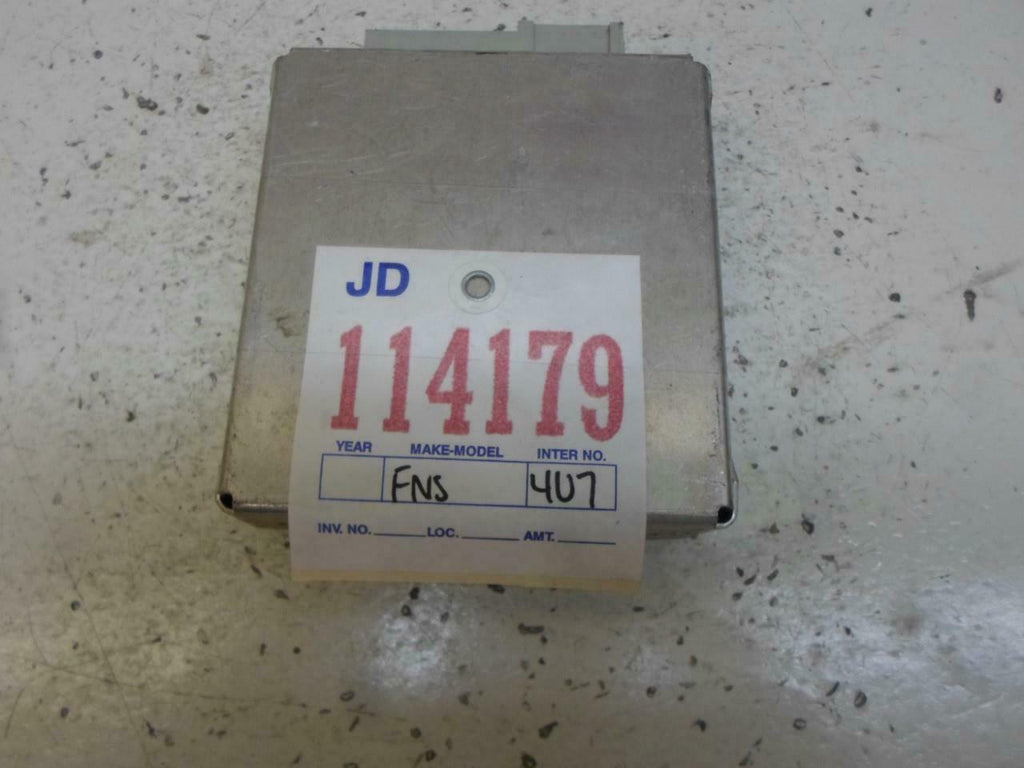 JD
114179
YEAR MAKE-MODEL INTER NO.
FNS 4U7
INV. NO. LOC. AMT.